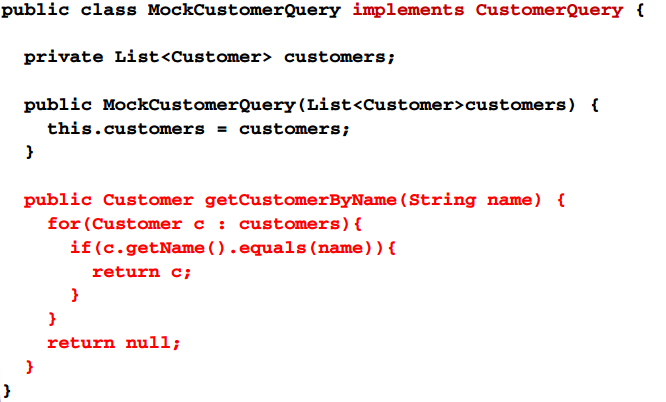 public class MockCustomerQuery implements CustomerQuery {
private List<Customer> customers;
public MockCustomerQuery(List<Customer>customers) {
this.customers = customers;
}
public Customer getCustomerByName(String name) {
for(Customer c : customers){
if(c.getName().equals(name)){
return c;
}
}
return null;
}
}